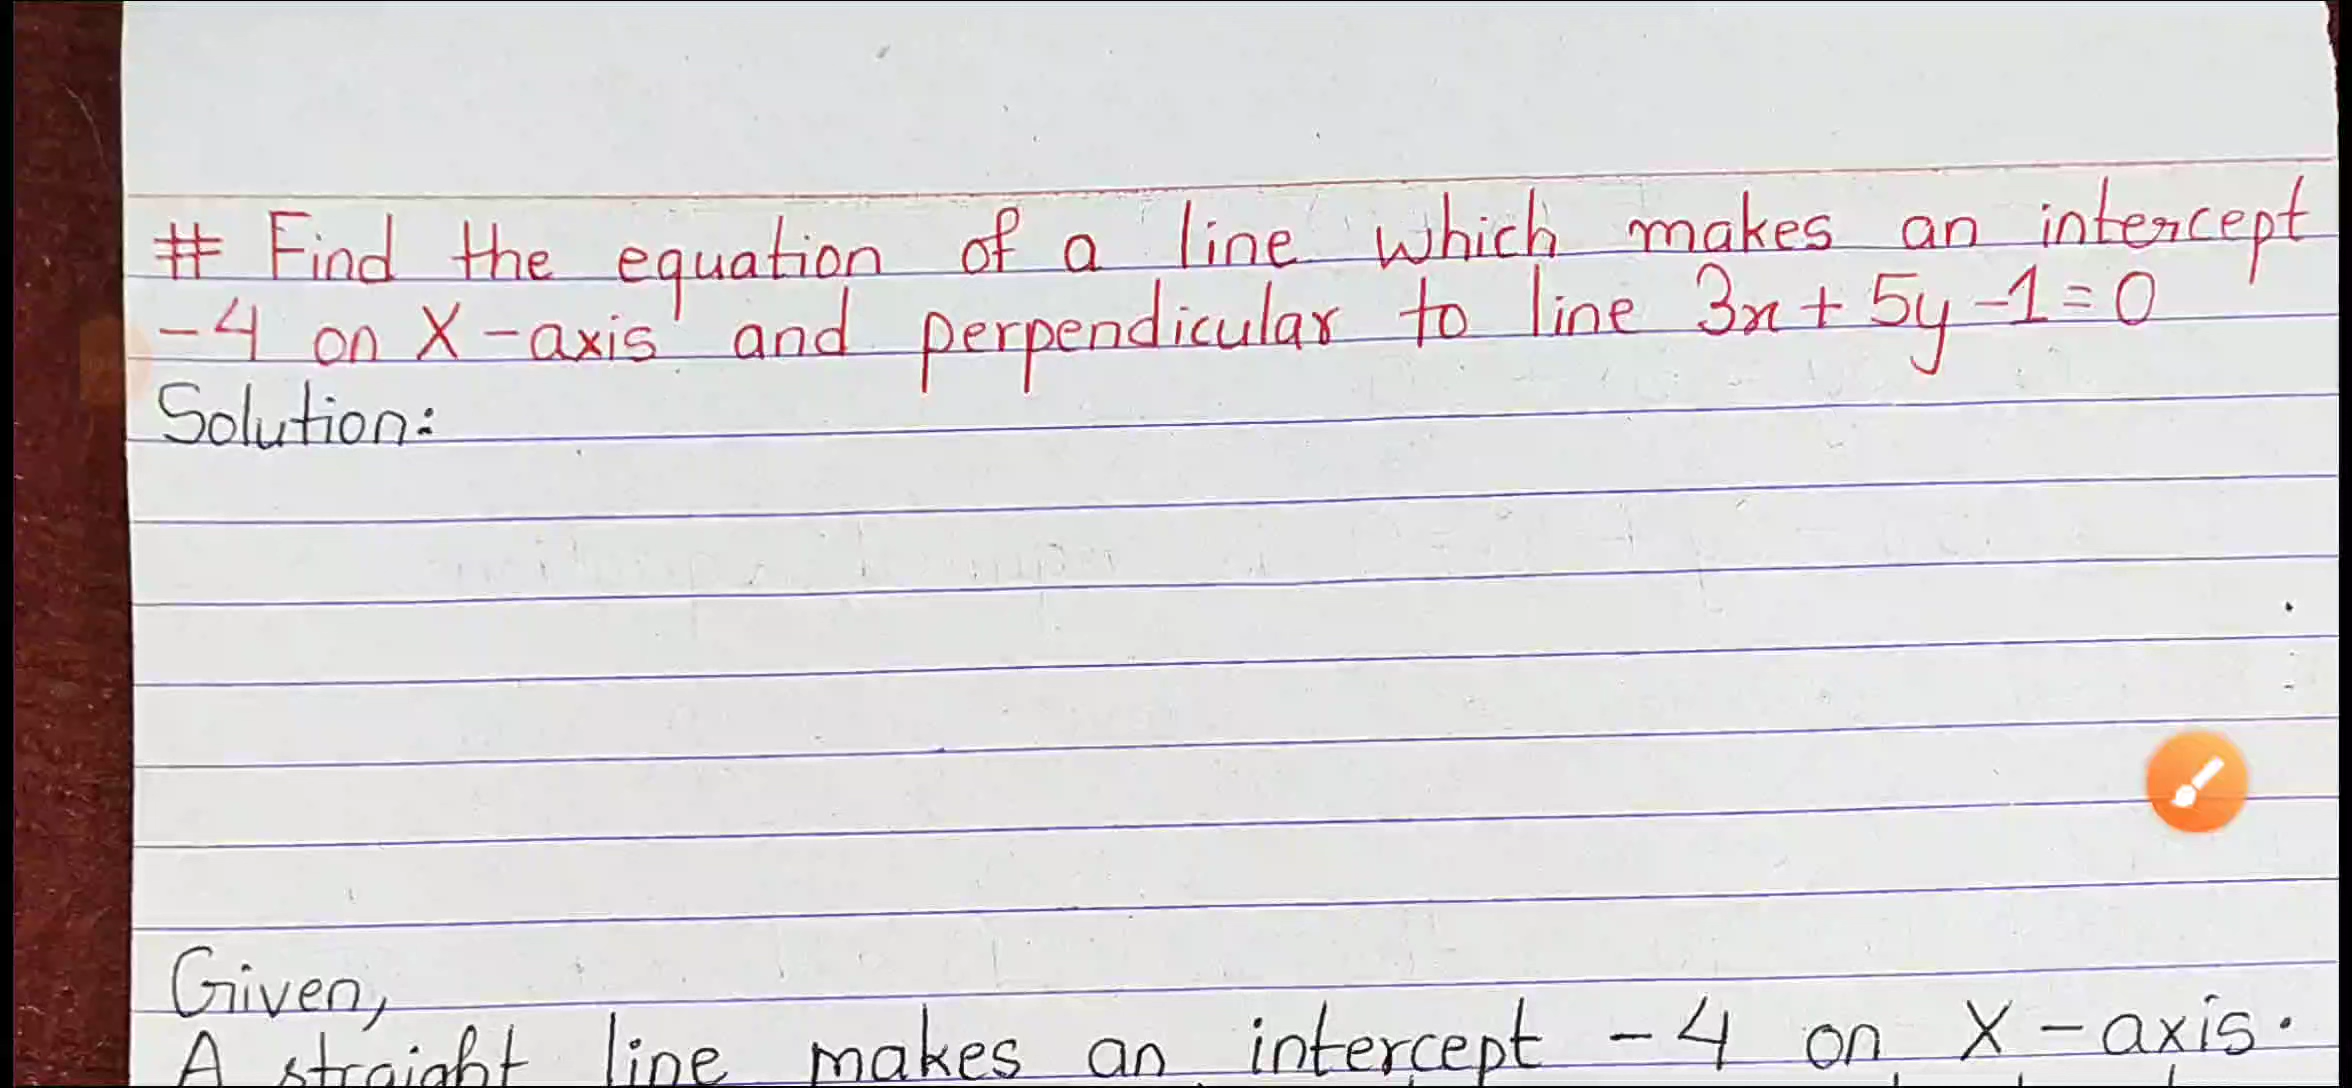 # Find the equation of a line which makes an intercept
-4 on X-axis and perpendicular to line 3x + 5y - 1 = 0
Solution:
Given,
A straight line makes an intercept -4 on X-axis.